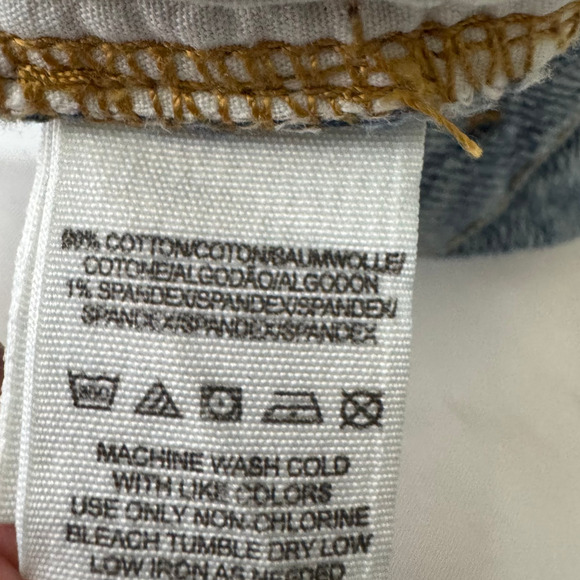 COTTON/COTON/BAUMWOLLE/
COTONE/ALGODÃO/ALGODON
1% SPANDEX/SPANDEX/SPANDEX/
SPANDEX/SPANDEX/SPANDEX
MACHINE WASH COLD
WITH LIKE COLORS
USE ONLY NON-CHLORINE
BLEACH TUMBLE DRY LOW
LOW IRON AS NEEDED